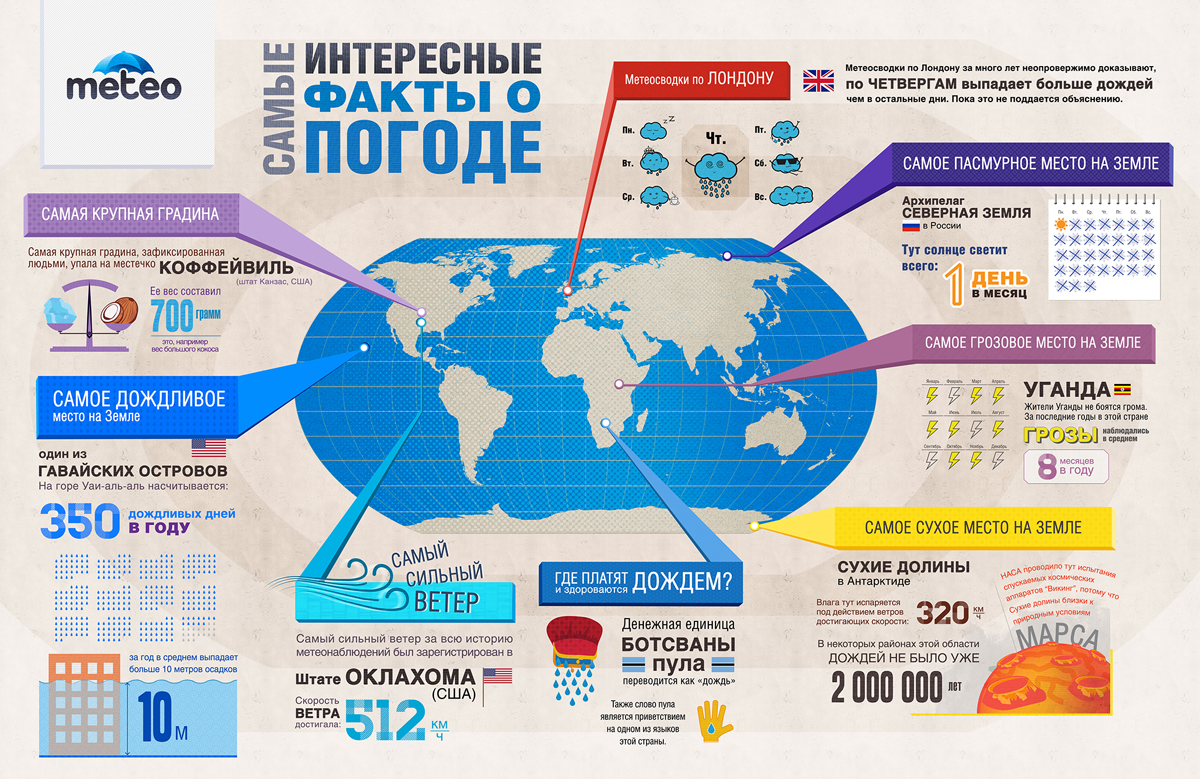 meteo
САМЫЕ
ИНТЕРЕСНЫЕ
ФАКТЫ О
ПОГОДЕ
Метеосводки по ЛОНДОНУ
Метеосводки по Лондону за много лет неопровержимо доказывают,
по ЧЕТВЕРГАМ выпадает больше дождей
чем в остальные дни. Пока это не поддается объяснению.
Пн.
Вт.
Ср.
Чт.
Пт.
Сб.
Вс.
z z
САМОЕ ПАСМУРНОЕ МЕСТО НА ЗЕМЛЕ
Архипелаг
СЕВЕРНАЯ ЗЕМЛЯ
в России
Тут солнце светит
всего:
1 ДЕНЬ
В МЕСЯЦ
Пн. Вт. Ср. Чт. Пт. Сб. Вс.
САМАЯ КРУПНАЯ ГРАДИНА
Самая крупная градина, зафиксированная
людьми, упала на местечко КОФФЕЙВИЛЬ
(штат Канзас, США)
Ее вес составил
700 грамм
это, например
вес большого кокоса
САМОЕ ДОЖДЛИВОЕ
место на Земле
один из
ГАВАЙСКИХ ОСТРОВОВ
На горе Уаи-аль-аль насчитывается:
350 дождливых дней
В ГОДУ
за год в среднем выпадает
больше 10 метров осадков
10 м
САМОЕ ГРОЗОВОЕ МЕСТО НА ЗЕМЛЕ
Январь Февраль Март Апрель
Май Июнь Июль Август
Сентябрь Октябрь Ноябрь Декабрь
УГАНДА
Жители Уганды не боятся грома.
За последние годы в этой стране
ГРОЗЫ наблюдались
в среднем
8 месяцев
в году
САМЫЙ
СИЛЬНЫЙ
ВЕТЕР
Самый сильный ветер за всю историю
метеонаблюдений был зарегистрирован в
Штате ОКЛАХОМА
(США)
Скорость
ВЕТРА
достигала:
512 км
ч
ГДЕ ПЛАТЯТ
и здороваются ДОЖДЕМ?
Денежная единица
БОТСВАНЫ
пула
переводится как «дождь»
Также слово пула
является приветствием
на одном из языков
этой страны.
САМОЕ СУХОЕ МЕСТО НА ЗЕМЛЕ
СУХИЕ ДОЛИНЫ
в Антарктиде
Влага тут испаряется
под действием ветров
достигающих скорости:
320 км
ч
В некоторых районах этой области
ДОЖДЕЙ НЕ БЫЛО УЖЕ
2 000 000 лет
НАСА проводило тут испытания
спускаемых космических
аппаратов "Викинг", потому что
Сухие долины близки к
природным условиям
МАРСА